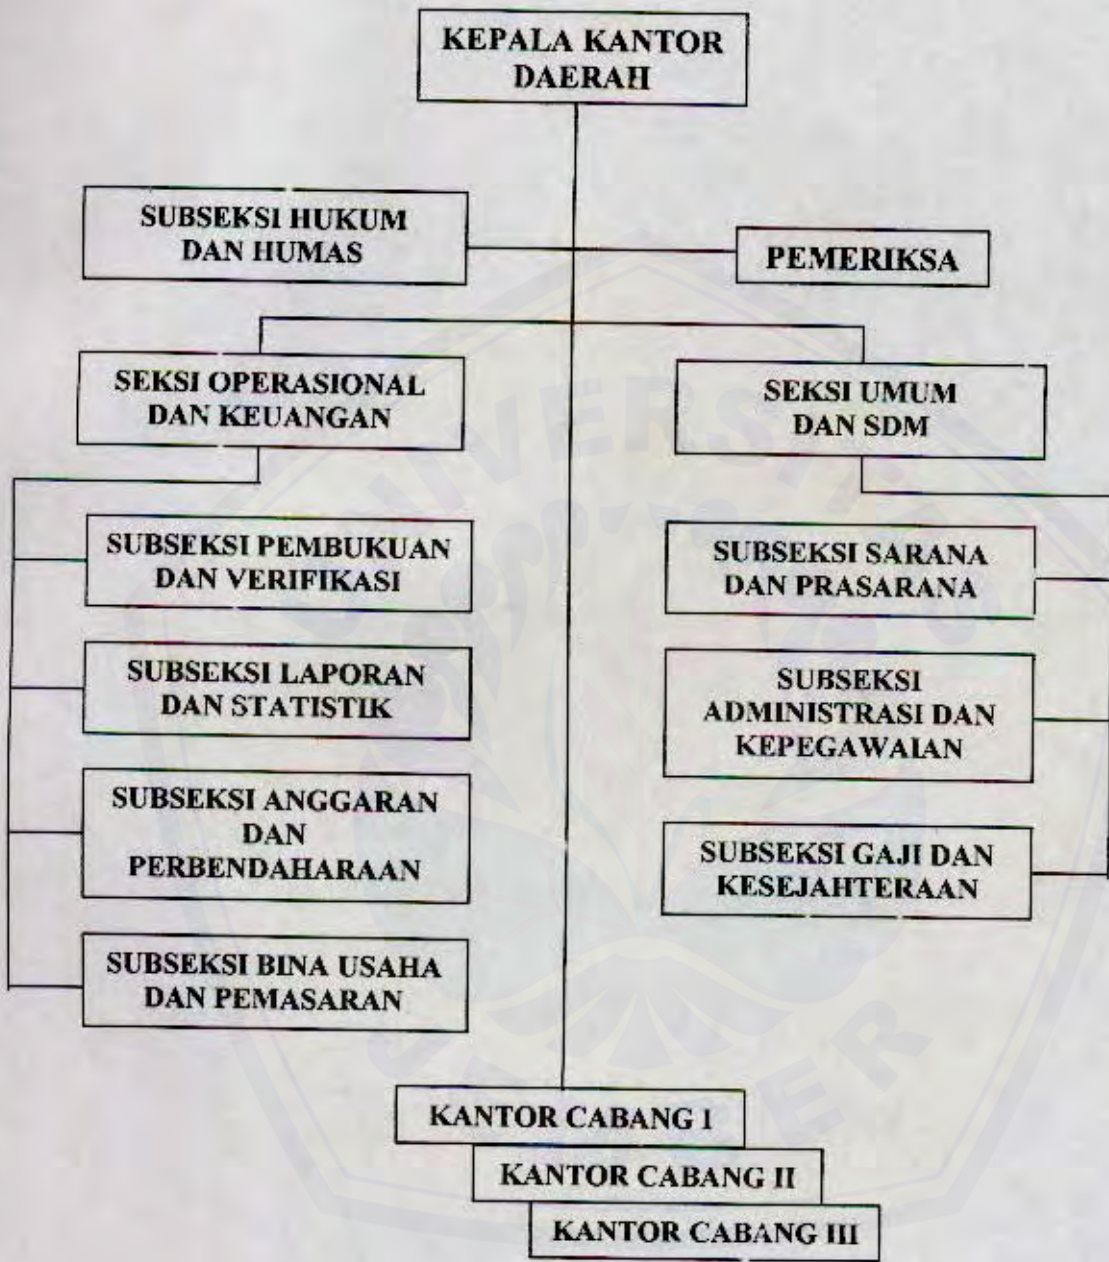 KEPALA KANTOR
DAERAH
SUBSEKSI HUKUM
DAN HUMAS
PEMERIKSA
SEKSI OPERASIONAL
DAN KEUANGAN
SEKSI UMUM
DAN SDM
SUBSEKSI PEMBUKUAN
DAN VERIFIKASI
SUBSEKSI LAPORAN
DAN STATISTIK
SUBSEKSI ANGGARAN
DAN
PERBENDAHARAAN
SUBSEKSI BINA USAHA
DAN PEMASARAN
SUBSEKSI SARANA
DAN PRASARANA
SUBSEKSI
ADMINISTRASI DAN
KEPEGAWAIAN
SUBSEKSI GAJI DAN
KESEJAHTERAAN
KANTOR CABANG I
KANTOR CABANG II
KANTOR CABANG III
UNIVERSITAS
JEMBER